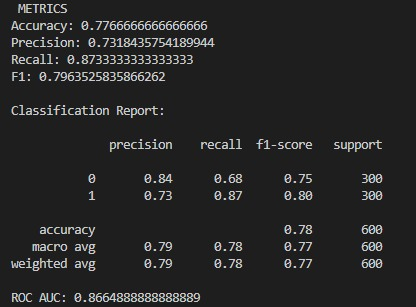 METRICS
Accuracy: 0.7766666666666666
Precision: 0.7318435754189944
Recall: 0.8733333333333333
F1: 0.7963525835866262
Classification Report:
precision recall f1-score support
0 0.84 0.68 0.75 300
1 0.73 0.87 0.80 300
accuracy 0.78 600
macro avg 0.79 0.78 0.77 600
weighted avg 0.79 0.78 0.77 600
ROC AUC: 0.8664888888888889